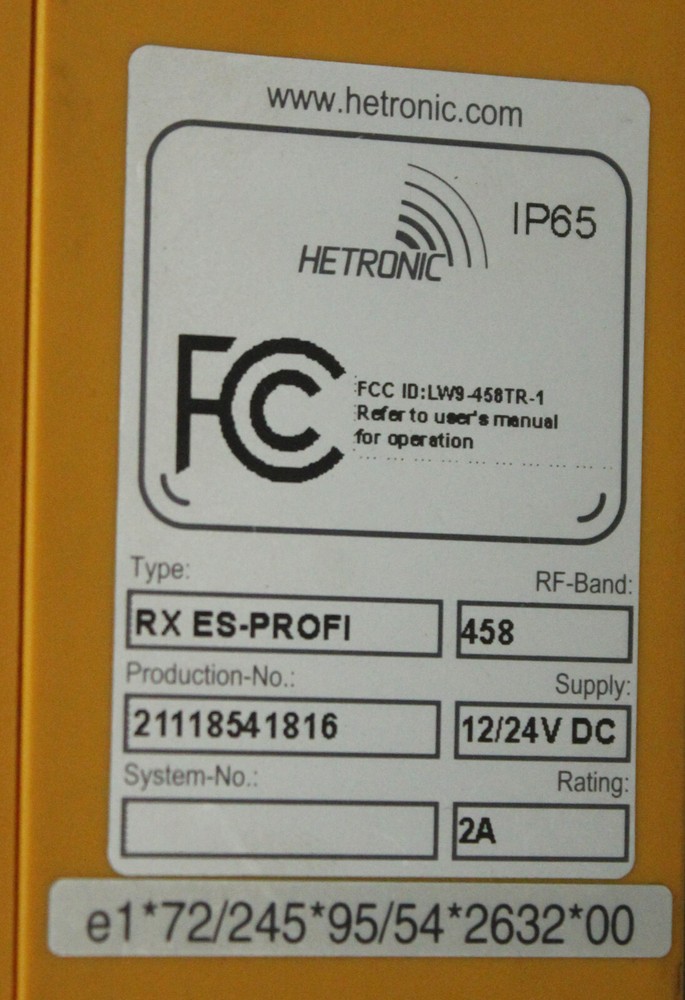 www.hetronic.com
IP65
HETRONIC
FCC
FCC ID:LW9-458TR-1
Refer to user's manual
for operation
Type:
RF-Band:
RX ES-PROFI
458
Production-No.:
Supply:
21118541816
12/24V DC
System-No.:
Rating:
2A
e1*72/245*95/54*2632*00